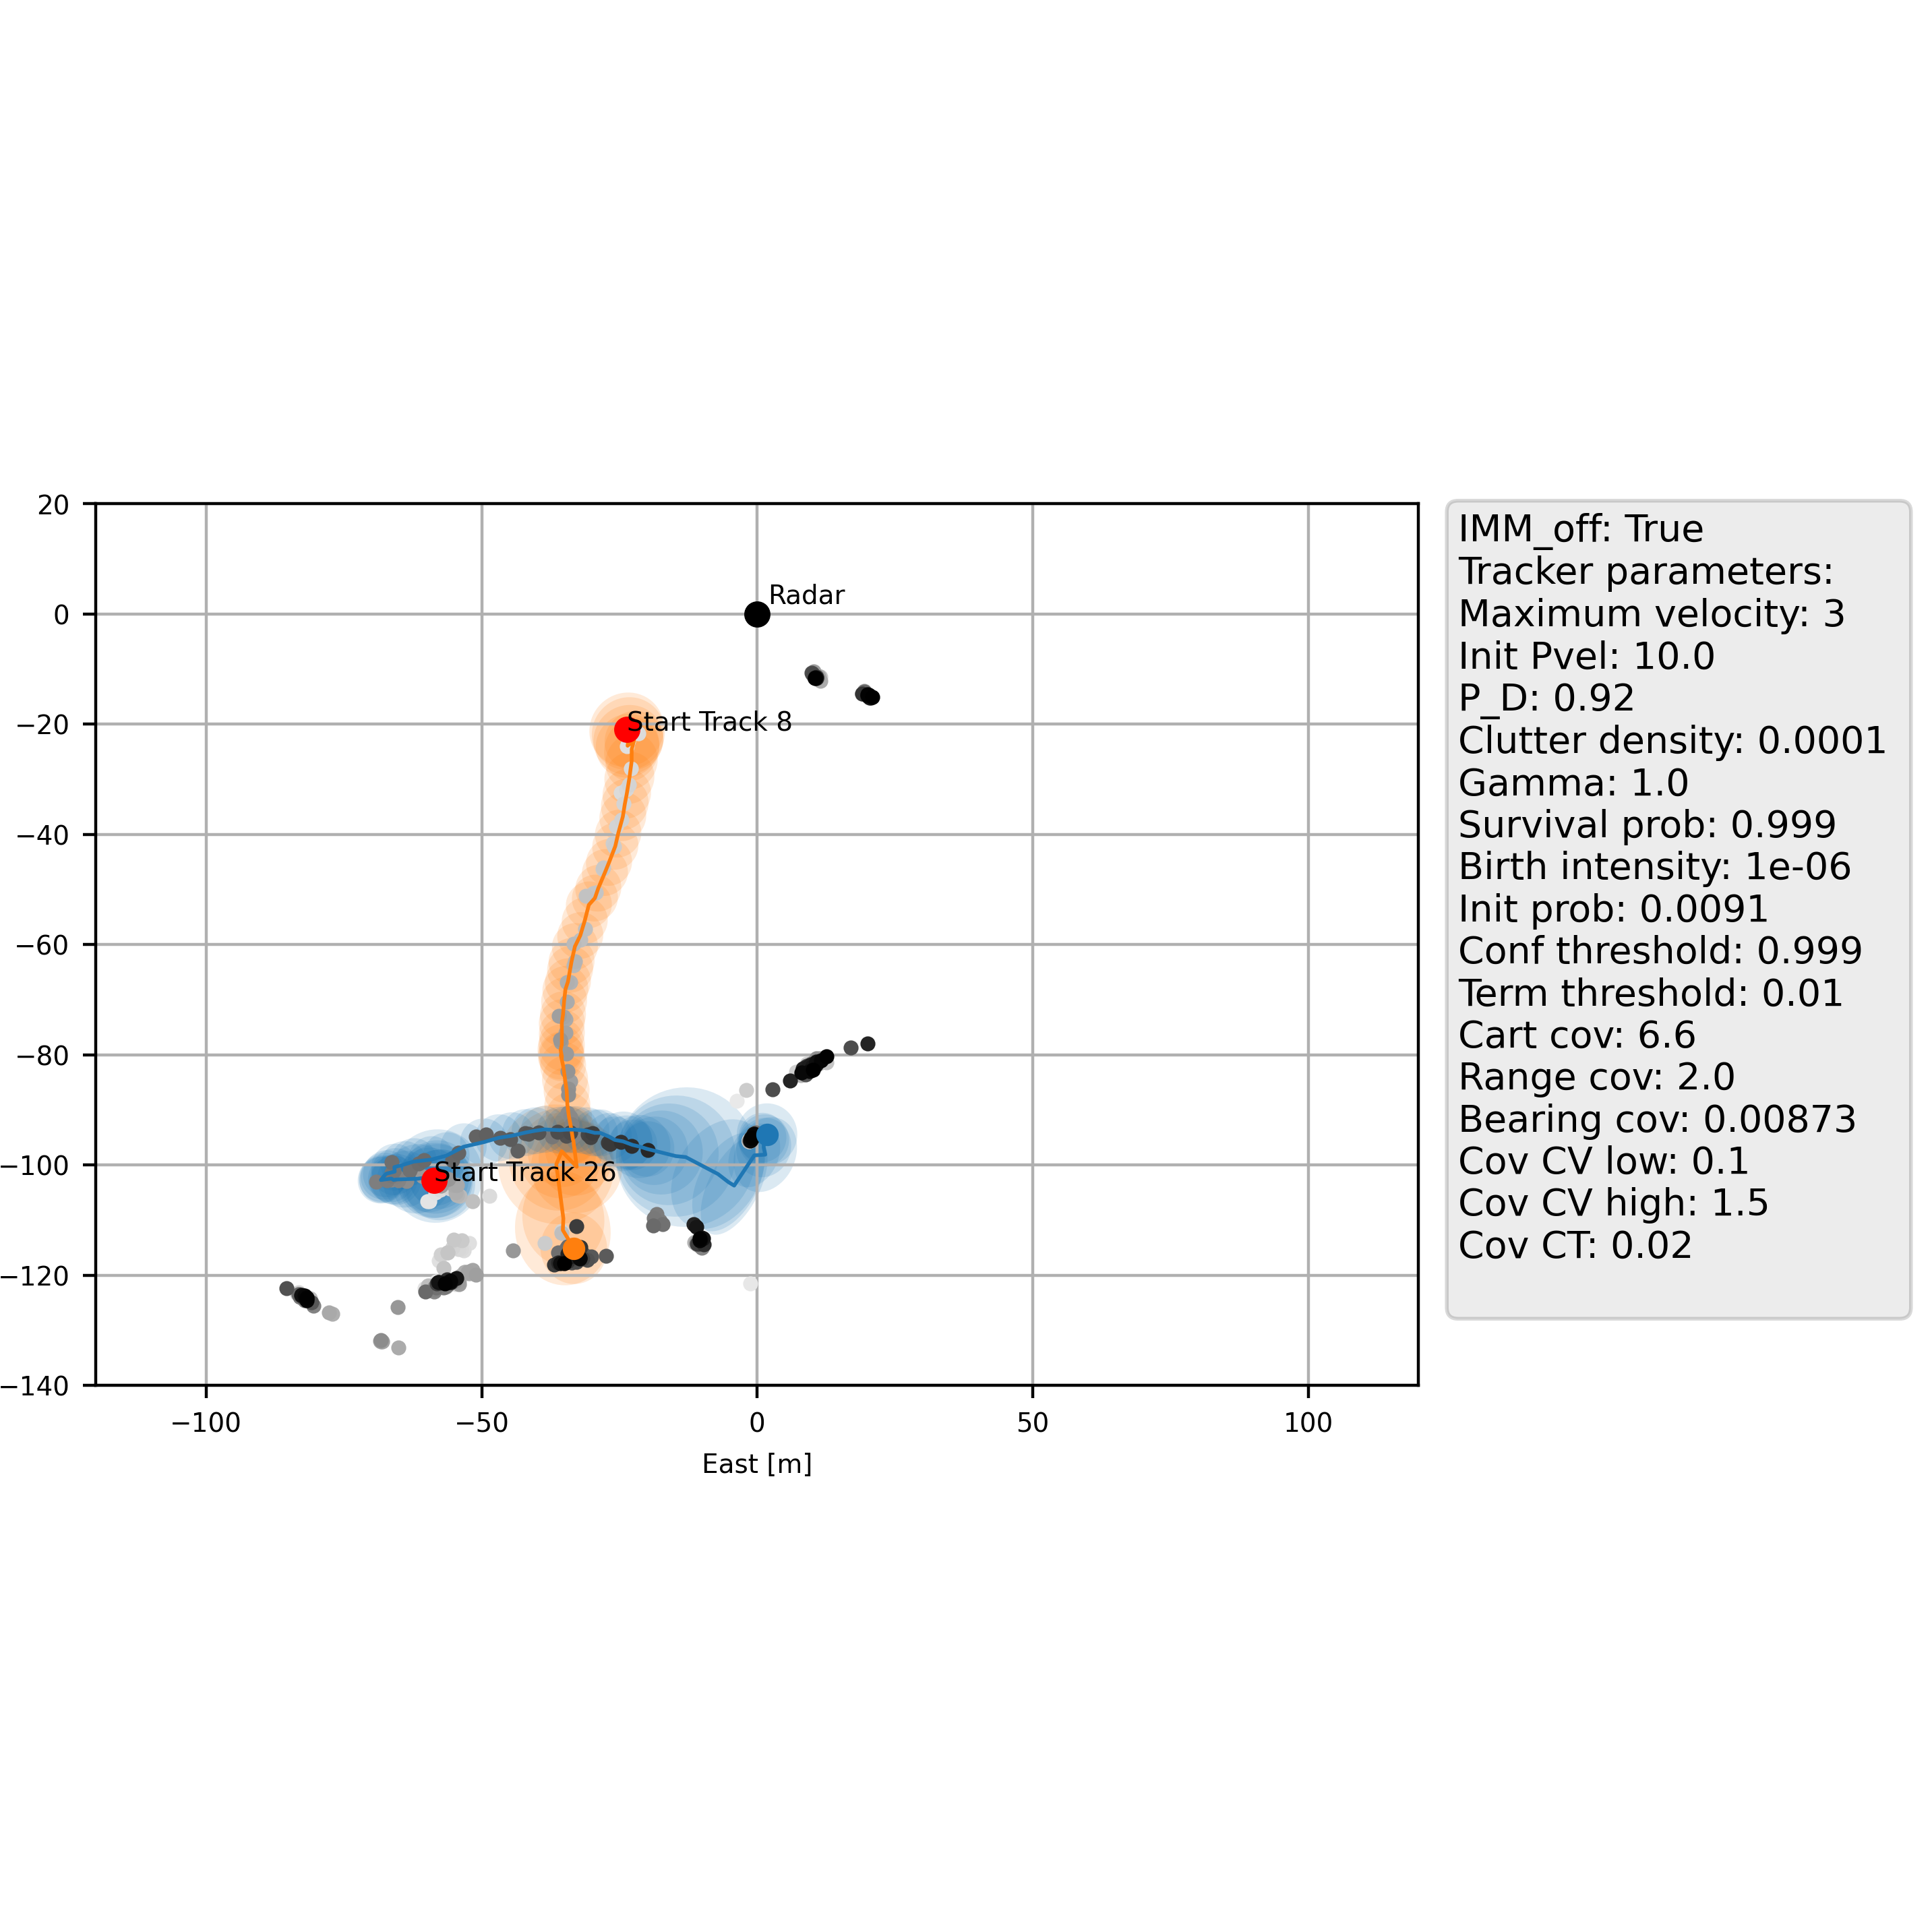 20
0
−20
−40
−60
−80
−100
−120
−140
−100
−50
0
50
100
East [m]
Radar
Start Track 8
Start Track 26
IMM_off: True
Tracker parameters:
Maximum velocity: 3
Init Pvel: 10.0
P_D: 0.92
Clutter density: 0.0001
Gamma: 1.0
Survival prob: 0.999
Birth intensity: 1e-06
Init prob: 0.0091
Conf threshold: 0.999
Term threshold: 0.01
Cart cov: 6.6
Range cov: 2.0
Bearing cov: 0.00873
Cov CV low: 0.1
Cov CV high: 1.5
Cov CT: 0.02